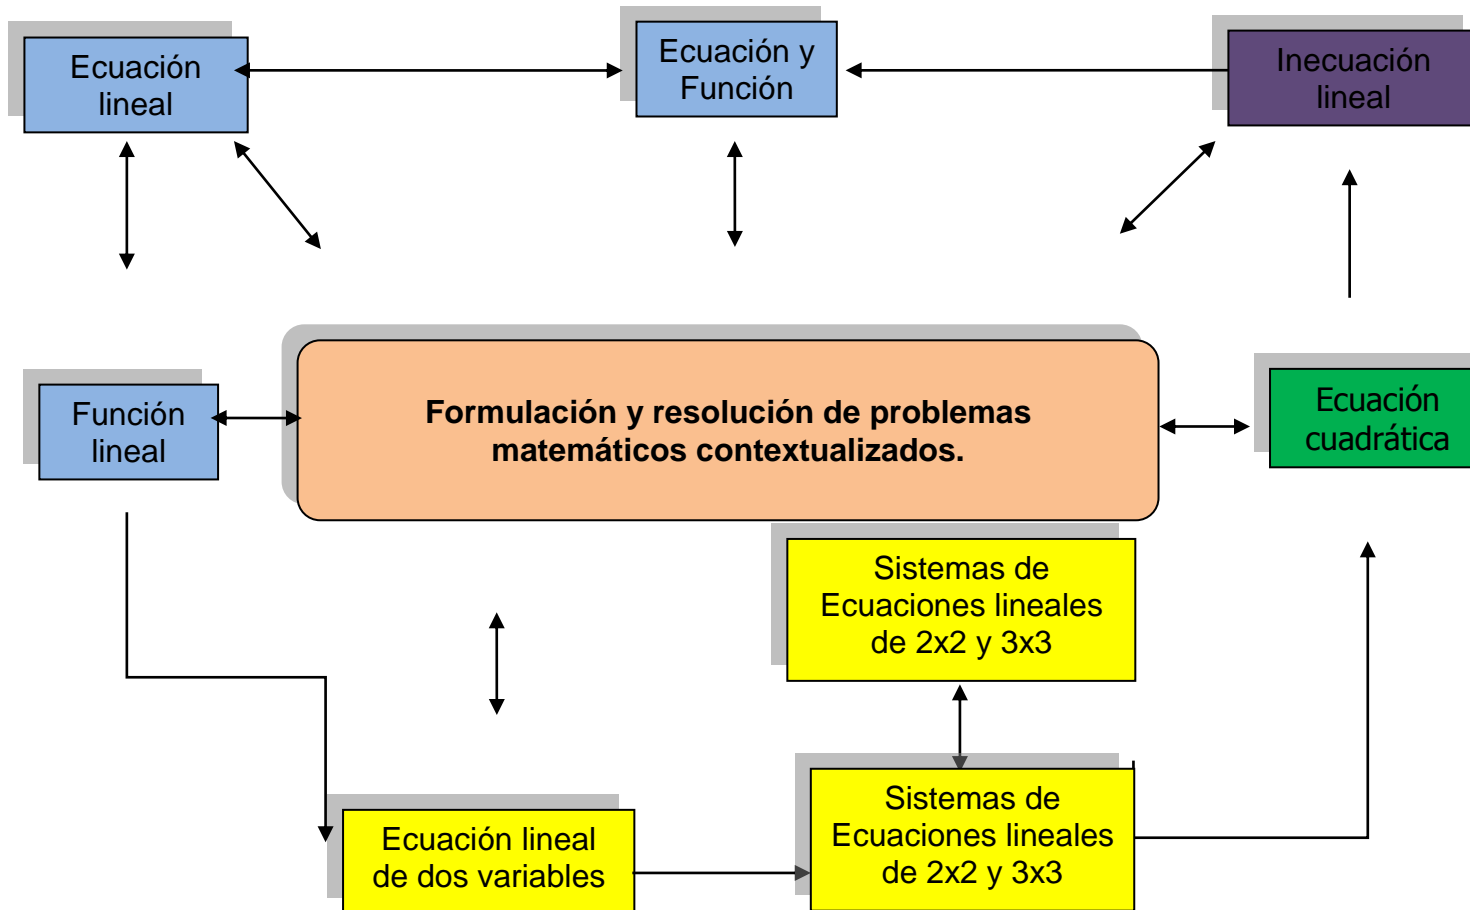 Ecuación
lineal
Ecuación y
Función
Inecuación
lineal
Función
lineal
Formulación y resolución de problemas
matemáticos contextualizados.
Ecuación
cuadrática
Sistemas de
Ecuaciones lineales
de 2x2 y 3x3
Ecuación lineal
de dos variables
Sistemas de
Ecuaciones lineales
de 2x2 y 3x3